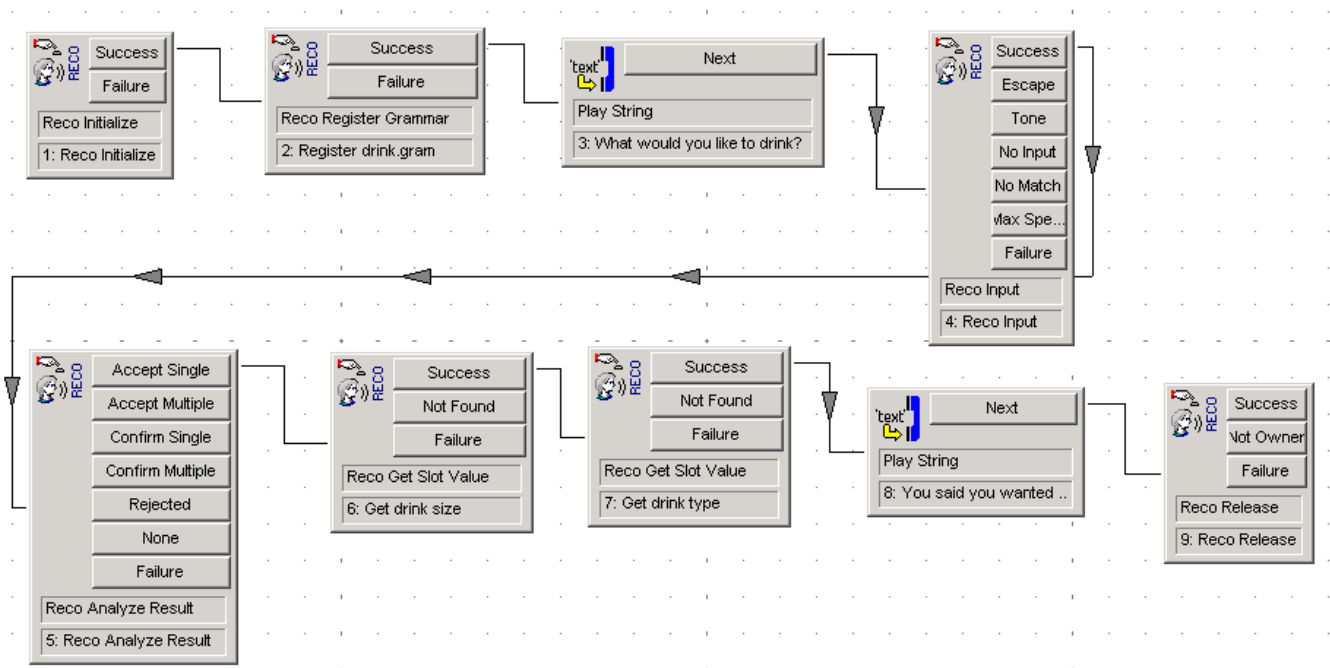 RECO
Success
Failure
Reco Initialize
1: Reco Initialize
RECO
Success
Failure
Reco Register Grammar
2: Register drink.gram
'text'
Next
Play String
3: What would you like to drink?
RECO
Success
Escape
Tone
No Input
No Match
Max Spe...
Failure
Reco Input
4: Reco Input
RECO
Accept Single
Accept Multiple
Confirm Single
Confirm Multiple
Rejected
None
Failure
Reco Analyze Result
5: Reco Analyze Result
RECO
Success
Not Found
Failure
Reco Get Slot Value
6: Get drink size
RECO
Success
Not Found
Failure
Reco Get Slot Value
7: Get drink type
'text'
Next
Play String
8: You said you wanted ..
RECO
Success
Not Owner
Failure
Reco Release
9: Reco Release